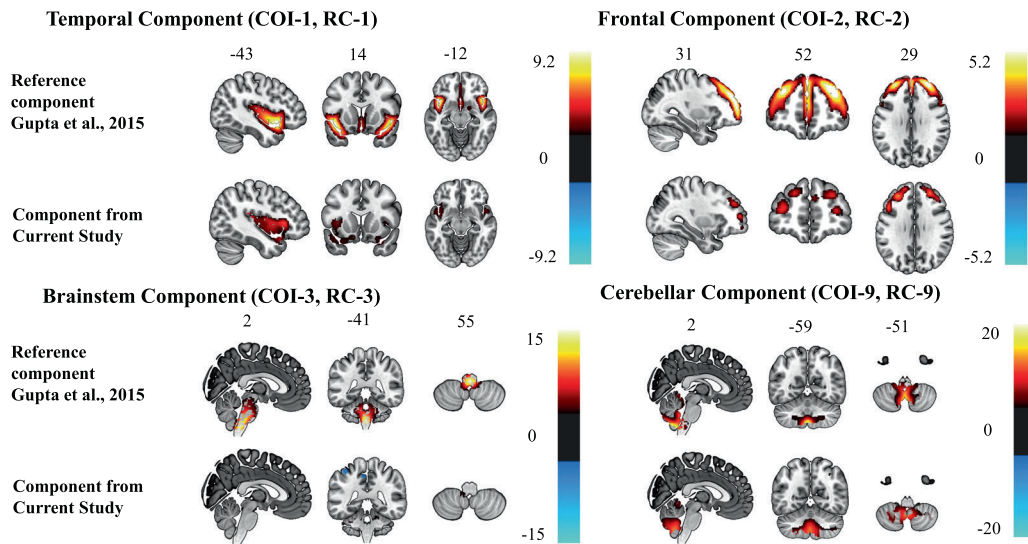 Temporal Component (COI-1, RC-1)
-43 14 -12
Reference
component
Gupta et al., 2015
Component from
Current Study
9.2
0
-9.2
Frontal Component (COI-2, RC-2)
31 52 29
5.2
0
-5.2
Brainstem Component (COI-3, RC-3)
2 -41 55
Reference
component
Gupta et al., 2015
Component from
Current Study
15
0
-15
Cerebellar Component (COI-9, RC-9)
2 -59 -51
20
0
-20